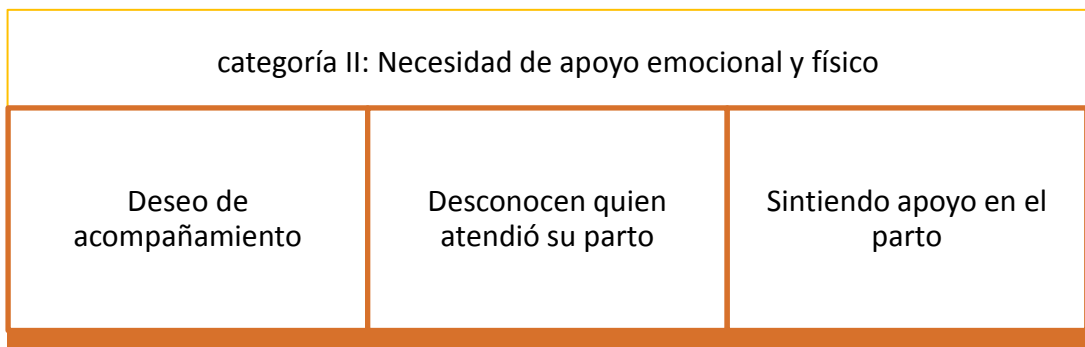 categoría II: Necesidad de apoyo emocional y físico
Deseo de
acompañamiento
Desconocen quien
atendió su parto
Sintiendo apoyo en el
parto